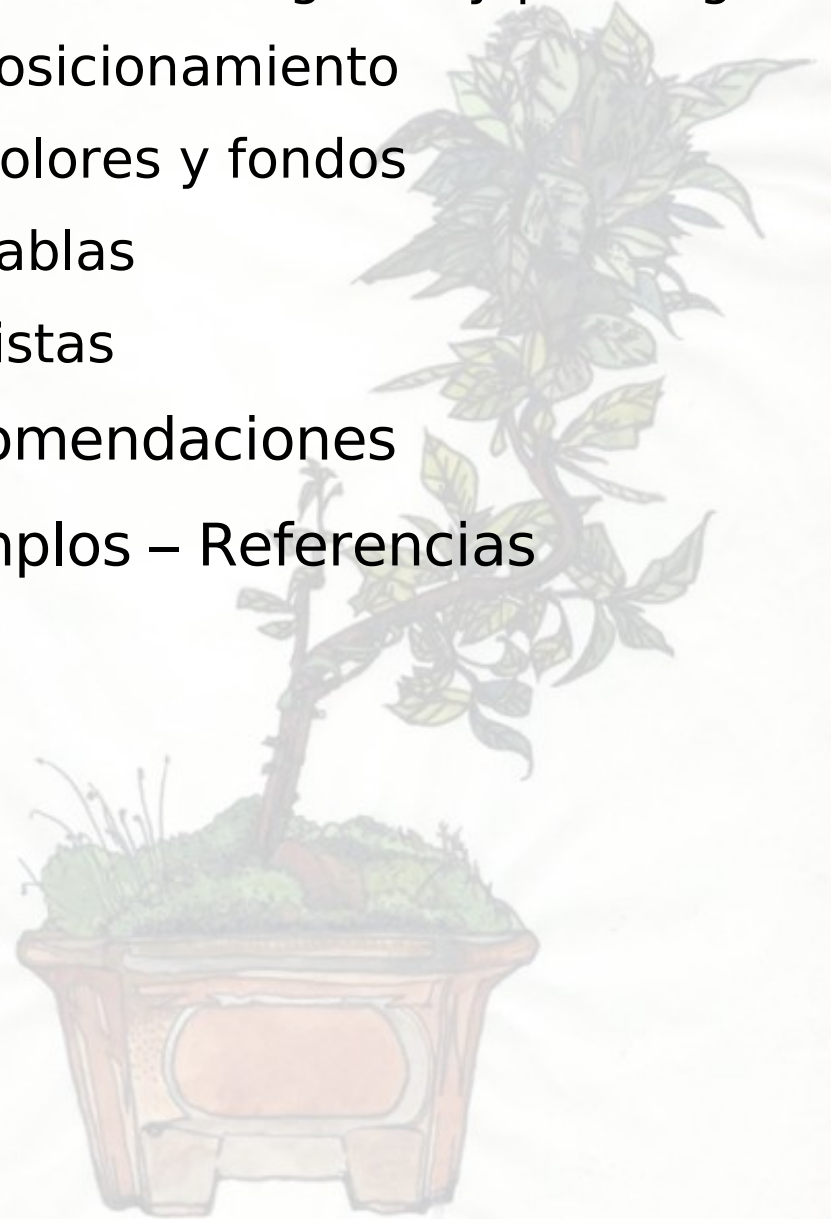 osicionamiento
olores y fondos
ablas
istas
omendaciones
nplos – Referencias